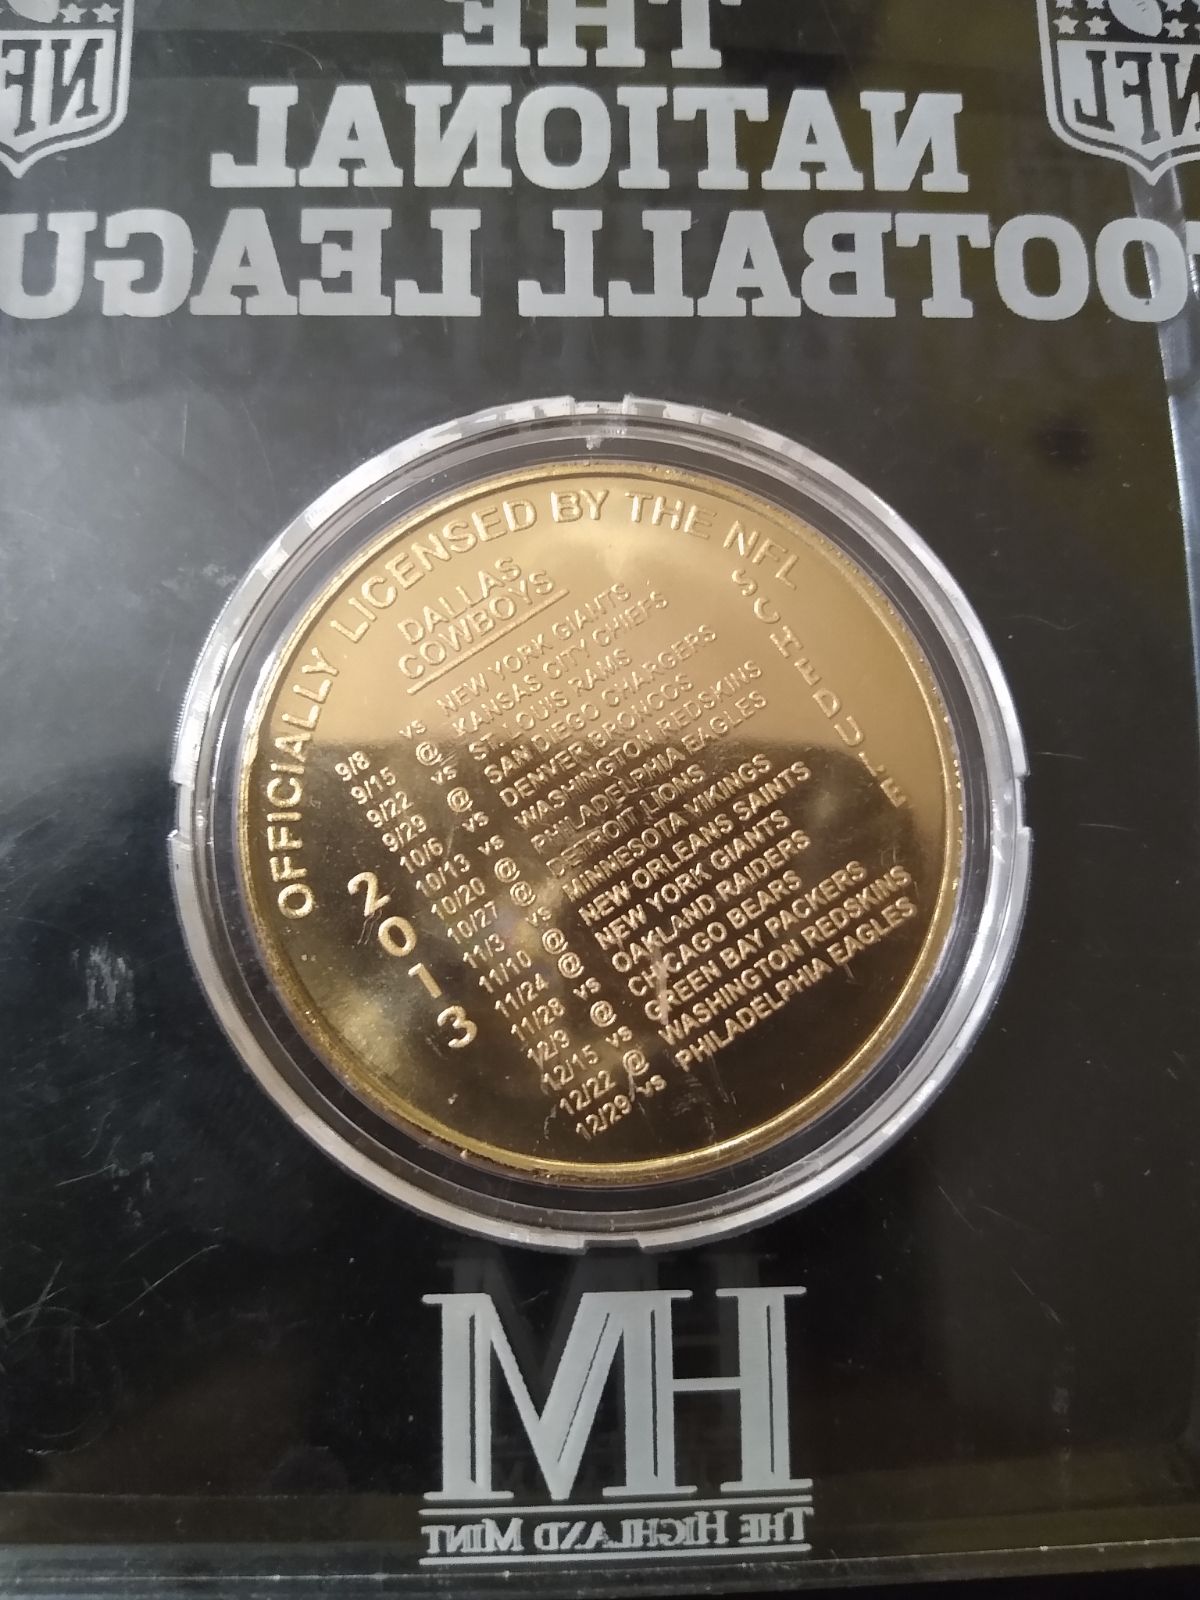 THE
NATIONAL
OOTBALL LEAGU
NFL
NFL
OFFICIALLY LICENSED BY THE NFL
DALLAS
COWBOYS
2013
SCHEDULE
9/8 vs NEW YORK GIANTS
9/15 @ KANSAS CITY CHIEFS
9/22 vs ST. LOUIS RAMS
9/29 @ SAN DIEGO CHARGERS
10/6 vs DENVER BRONCOS
10/13 vs WASHINGTON REDSKINS
10/20 @ PHILADELPHIA EAGLES
10/27 @ DETROIT LIONS
11/3 vs MINNESOTA VIKINGS
11/10 @ NEW ORLEANS SAINTS
11/24 @ NEW YORK GIANTS
11/28 vs OAKLAND RAIDERS
12/9 @ CHICAGO BEARS
12/15 vs GREEN BAY PACKERS
12/22 @ WASHINGTON REDSKINS
12/29 vs PHILADELPHIA EAGLES
HM
THE HIGHLAND MINT